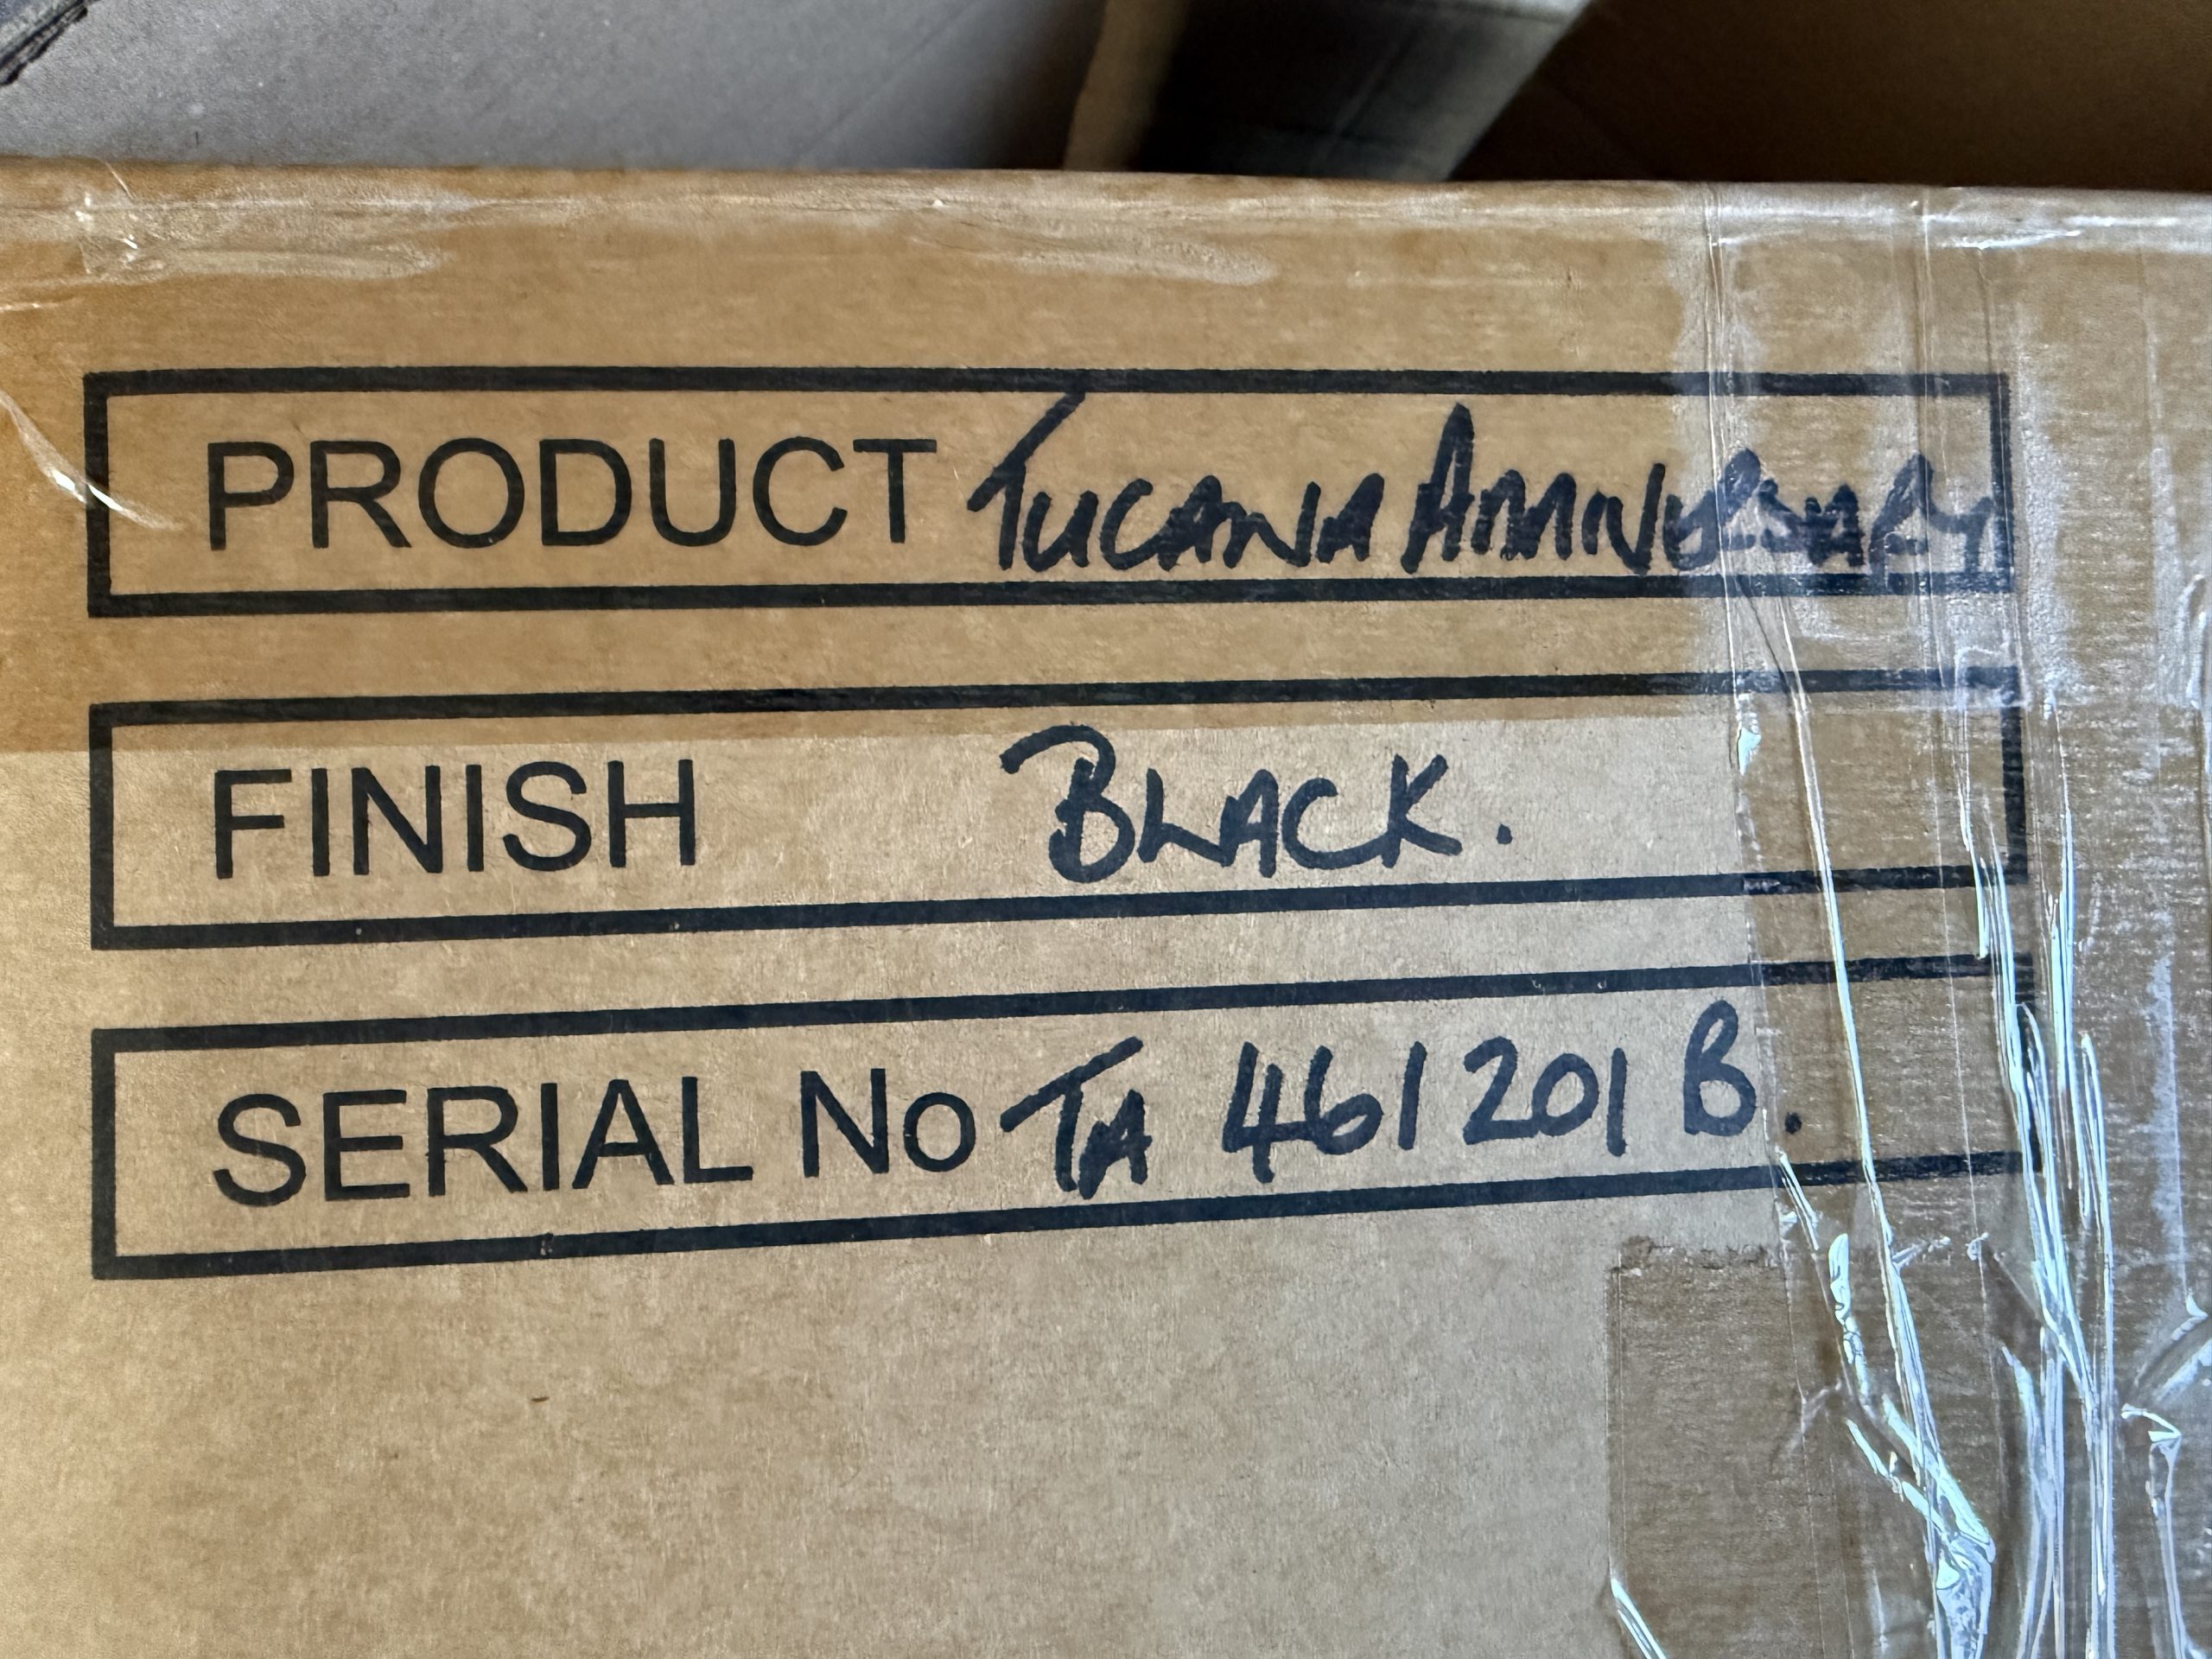 PRODUCT TUCANA ANNIVERSARY
FINISH BLACK.
SERIAL No TA 461201 B.